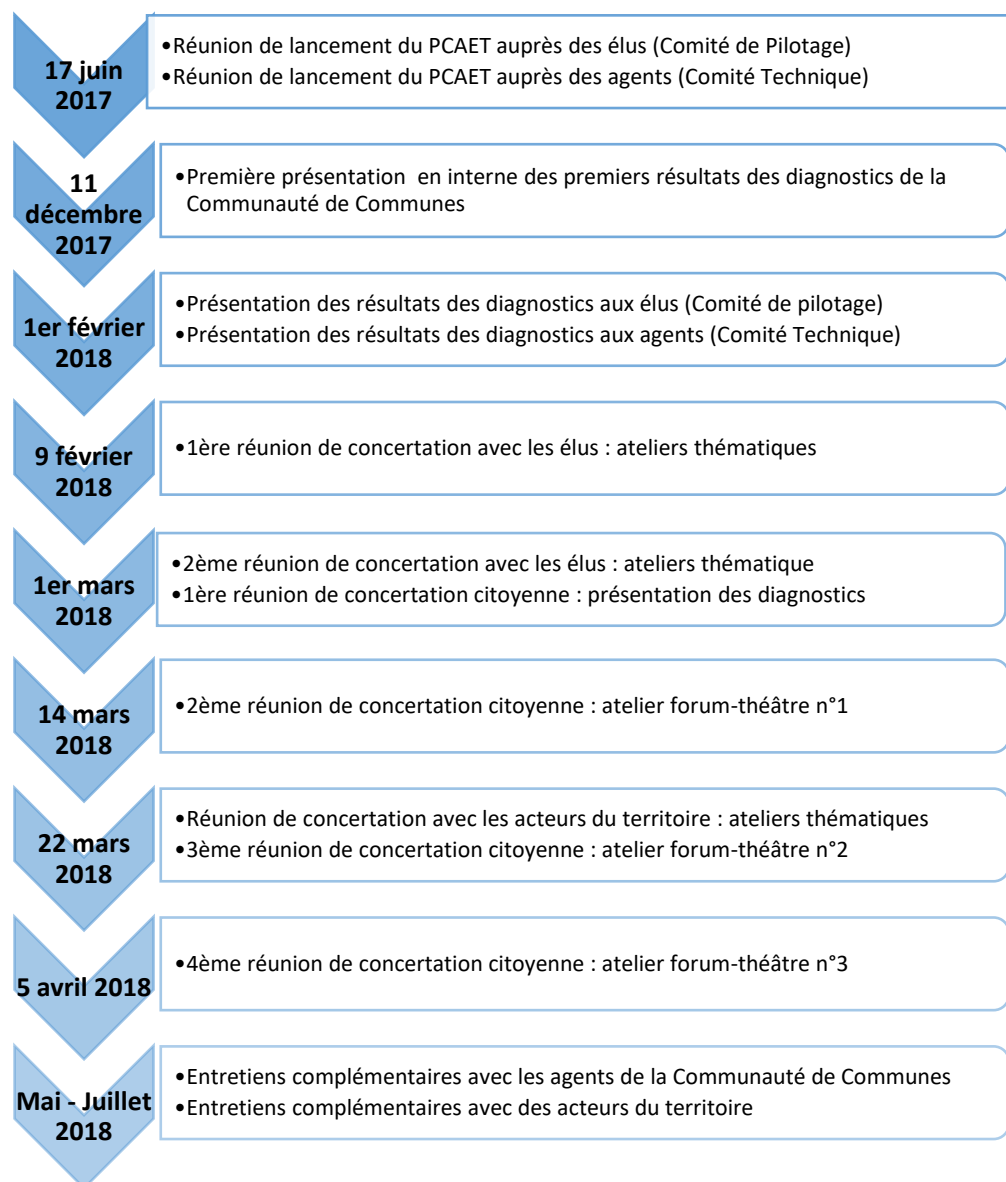 17 juin
2017
•Réunion de lancement du PCAET auprès des élus (Comité de Pilotage)
•Réunion de lancement du PCAET auprès des agents (Comité Technique)
11
décembre
2017
•Première présentation en interne des premiers résultats des diagnostics de la
Communauté de Communes
1er février
2018
•Présentation des résultats des diagnostics aux élus (Comité de pilotage)
•Présentation des résultats des diagnostics aux agents (Comité Technique)
9 février
2018
•1ère réunion de concertation avec les élus : ateliers thématiques
1er mars
2018
•2ème réunion de concertation avec les élus : ateliers thématique
•1ère réunion de concertation citoyenne : présentation des diagnostics
14 mars
2018
•2ème réunion de concertation citoyenne : atelier forum-théâtre n°1
22 mars
2018
•Réunion de concertation avec les acteurs du territoire : ateliers thématiques
•3ème réunion de concertation citoyenne : atelier forum-théâtre n°2
5 avril 2018
•4ème réunion de concertation citoyenne : atelier forum-théâtre n°3
Mai - Juillet
2018
•Entretiens complémentaires avec les agents de la Communauté de Communes
•Entretiens complémentaires avec des acteurs du territoire